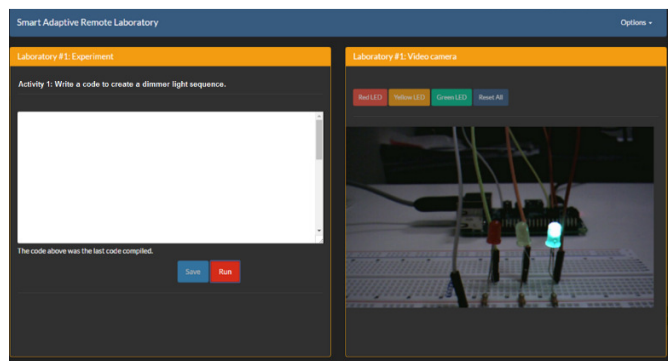 Smart Adaptive Remote Laboratory
Options
Laboratory #1: Experiment
Activity 1: Write a code to create a dimmer light sequence.
The code above was the last code compiled.
Save Run
Laboratory #1: Video camera
Red LED Yellow LED Green LED Reset All